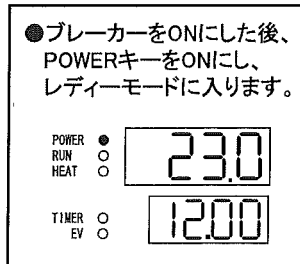 ●ブレーカーをONにした後、
POWERキーをONにし、
レディーモードに入ります。
POWER ●
RUN ○
HEAT ○
23.0
TIMER ○
EV ○
12.00